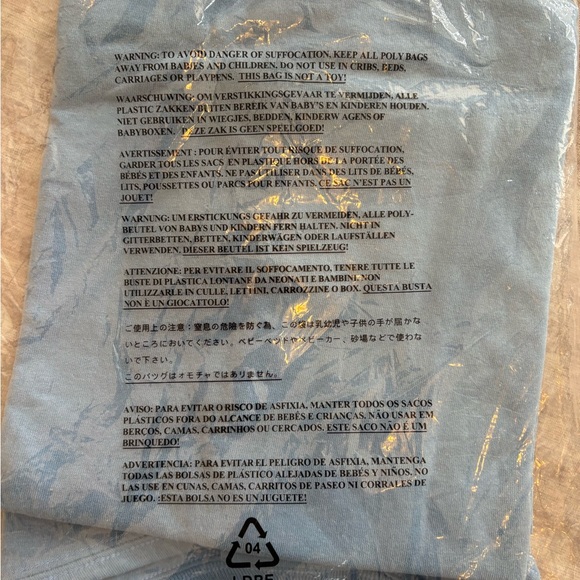 WARNING: TO AVOID DANGER OF SUFFOCATION, KEEP ALL POLY BAGS
AWAY FROM BABIES AND CHILDREN, DO NOT USE IN CRIBS, BEDS,
CARRIAGES OR PLAYPENS. THIS BAG IS NOT A TOY!
WAARSCHUWING: OM VERSTIKKINGSGEVAAR TE VERMIJDEN, ALLE
PLASTIC ZAKKEN BUITEN BEREIK VAN BABY'S EN KINDEREN HOUDEN.
NIET GEBRUIKEN IN WIEGJES, BEDDEN, KINDERW AGENS OF
BABYBOXEN. DEZE ZAK IS GEEN SPEELGOED!
AVERTISSEMENT : POUR ÉVITER TOUT RISQUE DE SUFFOCATION,
GARDER TOUS LES SACS EN PLASTIQUE HORS DE LA PORTÉE DES
BÉBÉS ET DES ENFANTS. NE PAS UTILISER DANS DES LITS DE BÉBÉS,
LITS, POUSSETTES OU PARCS POUR ENFANTS. CE SAC N'EST PAS UN
JOUET!
WARNUNG: UM ERSTICKUNGS GEFAHR ZU VERMEIDEN, ALLE POLY-
BEUTEL VON BABYS UND KINDERN FERN HALTEN. NICHT IN
GITTERBETTEN, BETTEN, KINDERWÄGEN ODER LAUFSTÄLLEN
VERWENDEN. DIESER BEUTEL IST KEIN SPIELZEUG!
ATTENZIONE: PER EVITARE IL SOFFOCAMENTO, TENERE TUTTE LE
BUSTE DI PLASTICA LONTANE DA NEONATI E BAMBINI. NON
UTILIZZARLE IN CULLE, LETTINI, CARROZZINE O BOX. QUESTA BUSTA
NON È UN GIOCATTOLO!
ご使用上の注意：窒息の危険を防ぐ為、この袋は乳幼児や子供の手が届かな
いところにおいてください。ベビーベッドやベビーカー、砂場などで使わな
いで下さい。
このバッグはオモチャではありません。
AVISO: PARA EVITAR O RISCO DE ASFIXIA, MANTER TODOS OS SACOS
PLÁSTICOS FORA DO ALCANCE DE BEBÉS E CRIANÇAS. NÃO USAR EM
BERÇOS, CAMAS, CARRINHOS OU CERCADOS. ESTE SACO NÃO É UM
BRINQUEDO!
ADVERTENCIA: PARA EVITAR EL PELIGRO DE ASFIXIA, MANTENGA
TODAS LAS BOLSAS DE PLÁSTICO ALEJADAS DE BEBÉS Y NIÑOS. NO
LAS USE EN CUNAS, CAMAS, CARRITOS DE PASEO NI CORRALES DE
JUEGO. ¡ESTA BOLSA NO ES UN JUGUETE!
04
LDPE